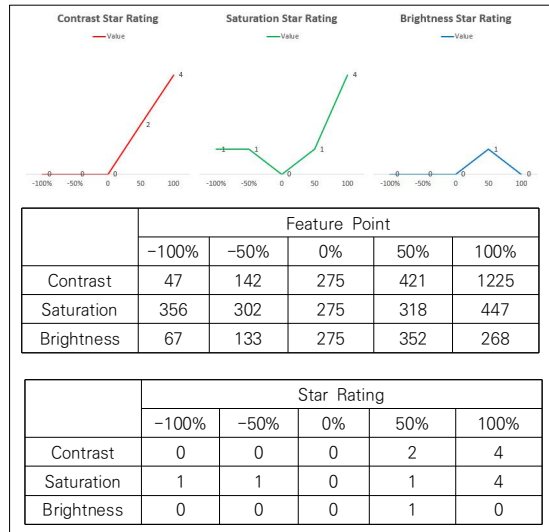 Contrast Star Rating Saturation Star Rating Brightness Star Rating
Value Value Value
4 4
2
1 1 1 1
0 0 0 0 0 0 0 0 0
-100% -50% 0 50 100 -100% -50% 0 50 100 -100% -50% 0 50 100
Feature Point
-100% -50% 0% 50% 100%
Contrast 47 142 275 421 1225
Saturation 356 302 275 318 447
Brightness 67 133 275 352 268
Star Rating
-100% -50% 0% 50% 100%
Contrast 0 0 0 2 4
Saturation 1 1 0 1 4
Brightness 0 0 0 1 0